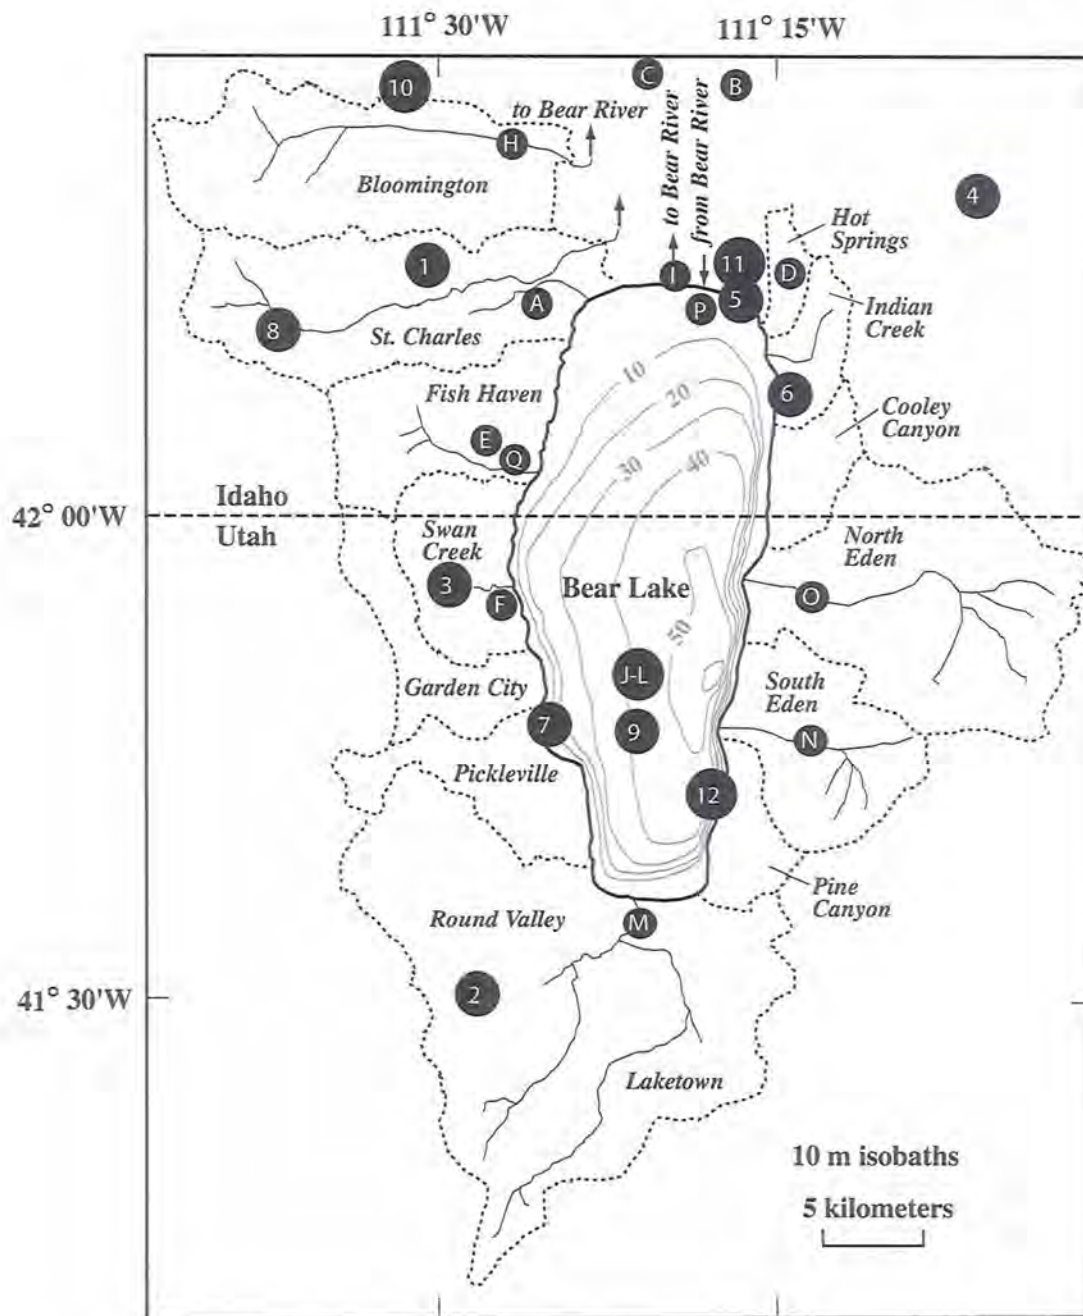 111° 30'W
111° 15'W
10
C
B
to Bear River
H
to Bear River
from Bear River
Bloomington
4
Hot
Springs
1
11
I
D
A
P
5
Indian
Creek
8
St. Charles
10
6
Fish Haven
20
Cooley
Canyon
E
Q
30
40
Idaho
42° 00'W
Utah
Swan
Creek
North
Eden
3
F
Bear Lake
O
50
J-L
Garden City
South
Eden
7
9
N
Pickleville
12
Pine
Canyon
Round Valley
M
41° 30'W
2
Laketown
10 m isobaths
5 kilometers